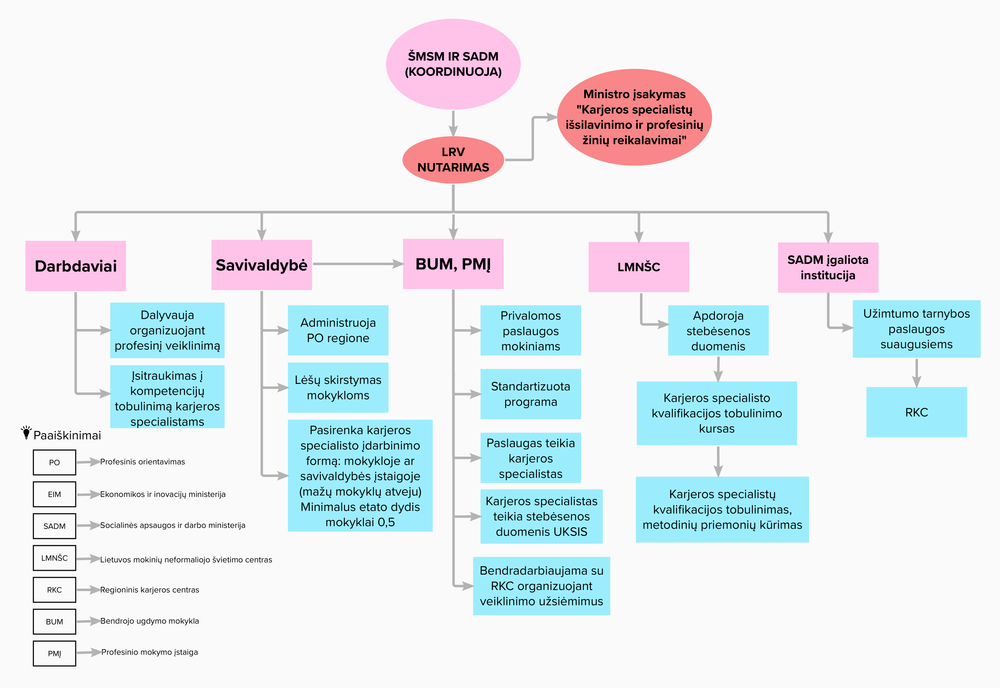 ŠMSM IR SADM
(KOORDINUOJA)
Ministro įsakymas
"Karjeros specialistų
išsilavinimo ir profesinių
žinių reikalavimai"
LRV
NUTARIMAS
Darbdaviai
Savivaldybė
BUM, PMĮ
LMNŠC
SADM įgaliota
institucija
Dalyvauja
organizuojant
profesinį veiklinimą
Įsitraukimas į
kompetencijų
tobulinimą karjeros
specialistams
Administruoja
PO regione
Lėšų skirstymas
mokykloms
Pasirenka karjeros
specialisto įdarbinimo
formą: mokykloje ar
savivaldybės įstaigoje
(mažų mokyklų atveju)
Minimalus etato dydis
mokyklai 0,5
Privalomos
paslaugos
mokiniams
Standartizuota
programa
Paslaugas teikia
karjeros
specialistas
Karjeros specialistas
teikia stebėsenos
duomenis UKSIS
Bendradarbiaujama su
RKC organizuojant
veiklinimo užsiėmimus
Apdoroja
stebėsenos
duomenis
Karjeros specialisto
kvalifikacijos tobulinimo
kursas
Karjeros specialistų
kvalifikacijos tobulinimas,
metodinių priemonių kūrimas
Užimtumo tarnybos
paslaugos
suaugusiems
RKC
Paaiškinimai
PO Profesinis orientavimas
EIM Ekonomikos ir inovacijų ministerija
SADM Socialinės apsaugos ir darbo ministerija
LMNŠC Lietuvos mokinių neformaliojo švietimo centras
RKC Regioninis karjeros centras
BUM Bendrojo ugdymo mokykla
PMĮ Profesinio mokymo įstaiga